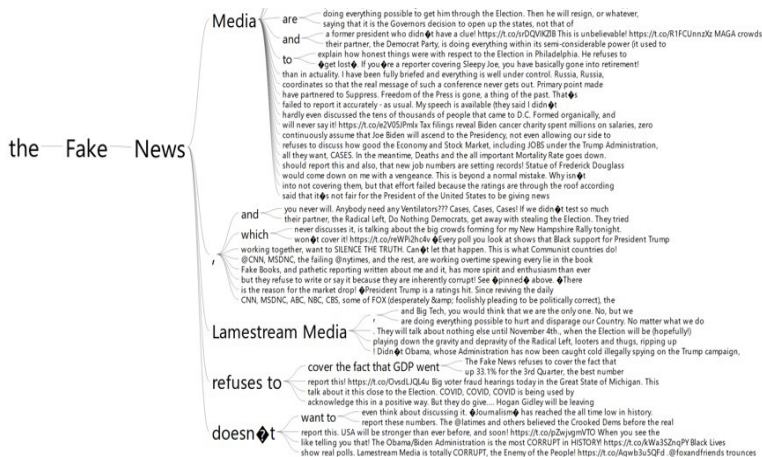 the Fake News
Media
are
doing everything possible to get him through the Election. Then he will resign, or whatever,
saying that it is the Governors decision to open up the states, not that of
and
a former president who didn�t have a clue! https://t.co/srDQVIKZIB This is unbelievable! https://t.co/R1FCUnnzXz MAGA crowds
their partner, the Democrat Party, is doing everything in its semi-considerable power (it used to
to
explain how honest things were with respect to the Election in Philadelphia. He refuses to
�get lost�. If you�re a reporter covering Sleepy Joe, you have basically gone into retirement!
than in actuality. I have been fully briefed and everything is well under control. Russia, Russia,
coordinates so that the real message of such a conference never gets out. Primary point made
have partnered to Suppress. Freedom of the Press is gone, a thing of the past. That�s
failed to report it accurately - as usual. My speech is available (they said I didn�t
hardly even discussed the tens of thousands of people that came to D.C. Formed organically, and
will never say it! https://t.co/e2V05JPmlx Tax filings reveal Biden cancer charity spent millions on salaries, zero
continuously assume that Joe Biden will ascend to the Presidency, not even allowing our side to
refuses to discuss how good the Economy and Stock Market, including JOBS under the Trump Administration,
all they want, CASES. In the meantime, Deaths and the all important Mortality Rate goes down.
should report this and also, that new job numbers are setting records! Statue of Frederick Douglass
would come down on me with a vengeance. This is beyond a normal mistake. Why isn�t
into not covering them, but that effort failed because the ratings are through the roof according
said that it�s not fair for the President of the United States to be giving news
,
and
you never will. Anybody need any Ventilators??? Cases, Cases, Cases! If we didn�t test so much
their partner, the Radical Left, Do Nothing Democrats, get away with stealing the Election. They tried
which
never discusses it, is talking about the big crowds forming for my New Hampshire Rally tonight.
won�t cover it! https://t.co/reWPi2hc4v �Every poll you look at shows that Black support for President Trump
working together, want to SILENCE THE TRUTH. Can�t let that happen. This is what Communist countries do!
@CNN, MSDNC, the failing @nytimes, and the rest, are working overtime spewing every lie in the book
Fake Books, and pathetic reporting written about me and it, has more spirit and enthusiasm than ever
but they refuse to write or say it because they are inherently corrupt! See �pinned� above. �There
is the reason for the market drop! �President Trump is a ratings hit. Since reviving the daily
CNN, MSDNC, ABC, NBC, CBS, some of FOX (desperately &amp; foolishly pleading to be politically correct), the
Lamestream Media
,
and Big Tech, you would think that we are the only one. No, but we
are doing everything possible to hurt and disparage our Country. No matter what we do
. They will talk about nothing else until November 4th., when the Election will be (hopefully!)
playing down the gravity and depravity of the Radical Left, looters and thugs, ripping up
! Didn�t Obama, whose Administration has now been caught cold illegally spying on the Trump campaign,
refuses to
cover the fact that GDP went
The Fake News refuses to cover the fact that
up 33.1% for the 3rd Quarter, the best number
report this! https://t.co/OvsdLJQL4u Big voter fraud hearings today in the Great State of Michigan. This
talk about it this close to the Election. COVID, COVID, COVID is being used by
acknowledge this in a positive way. But they do give.... Hogan Gidley will be leaving
doesn�t
want to
even think about discussing it. �Journalism� has reached the all time low in history.
report these numbers. The @latimes and others believed the Crooked Dems before the real
report this. USA will be stronger than ever before, and soon! https://t.co/pZwjvgmVTO When you see the
like telling you that! The Obama/Biden Administration is the most CORRUPT in HISTORY! https://t.co/kWa3SZnqPY Black Lives
show real polls. Lamestream Media is totally CORRUPT, the Enemy of the People! https://t.co/Aqwb3u5QFd .@foxandfriends trounces